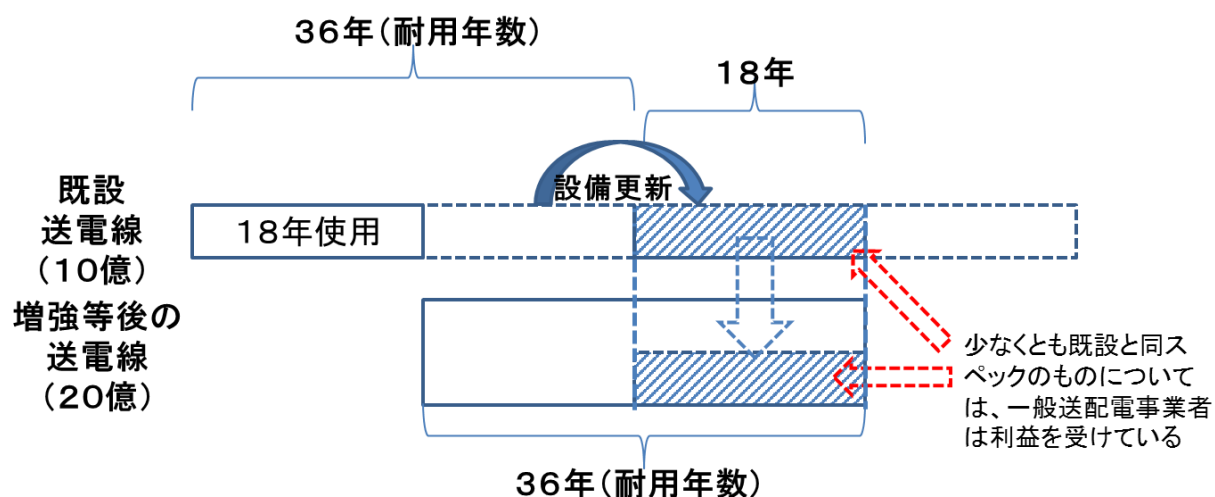 36年(耐用年数)
18年
設備更新
既設
送電線
(10億)
18年使用
増強等後の
送電線
(20億)
少なくとも既設と同ス
ペックのものについて
は、一般送配電事業者
は利益を受けている
36年(耐用年数)